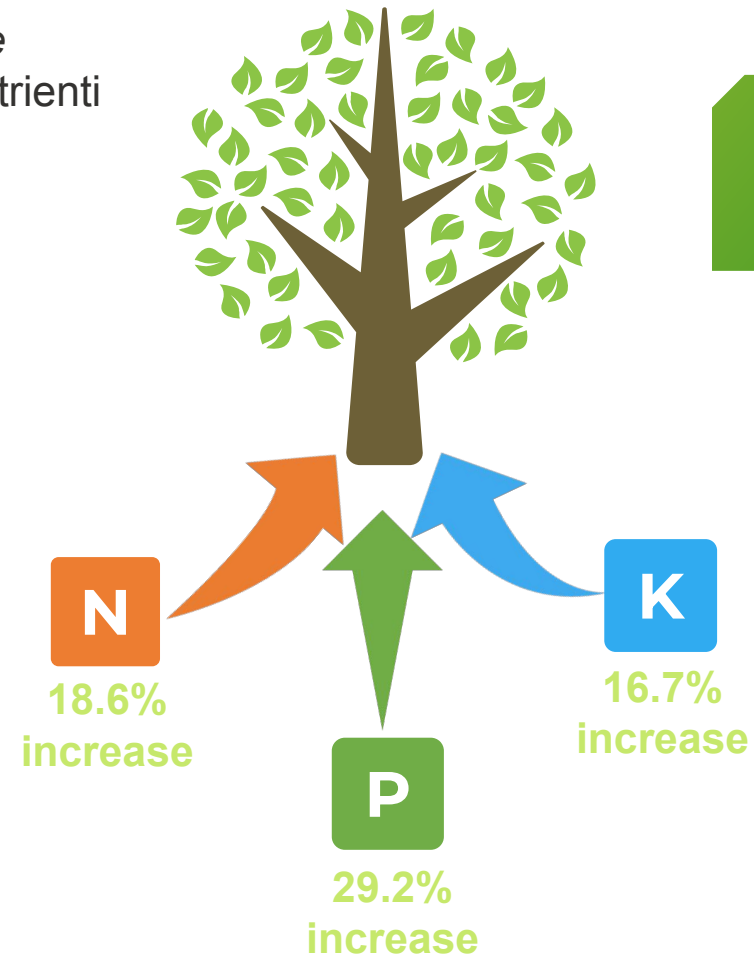 e
trienti
N
18.6%
increase
K
16.7%
increase
P
29.2%
increase